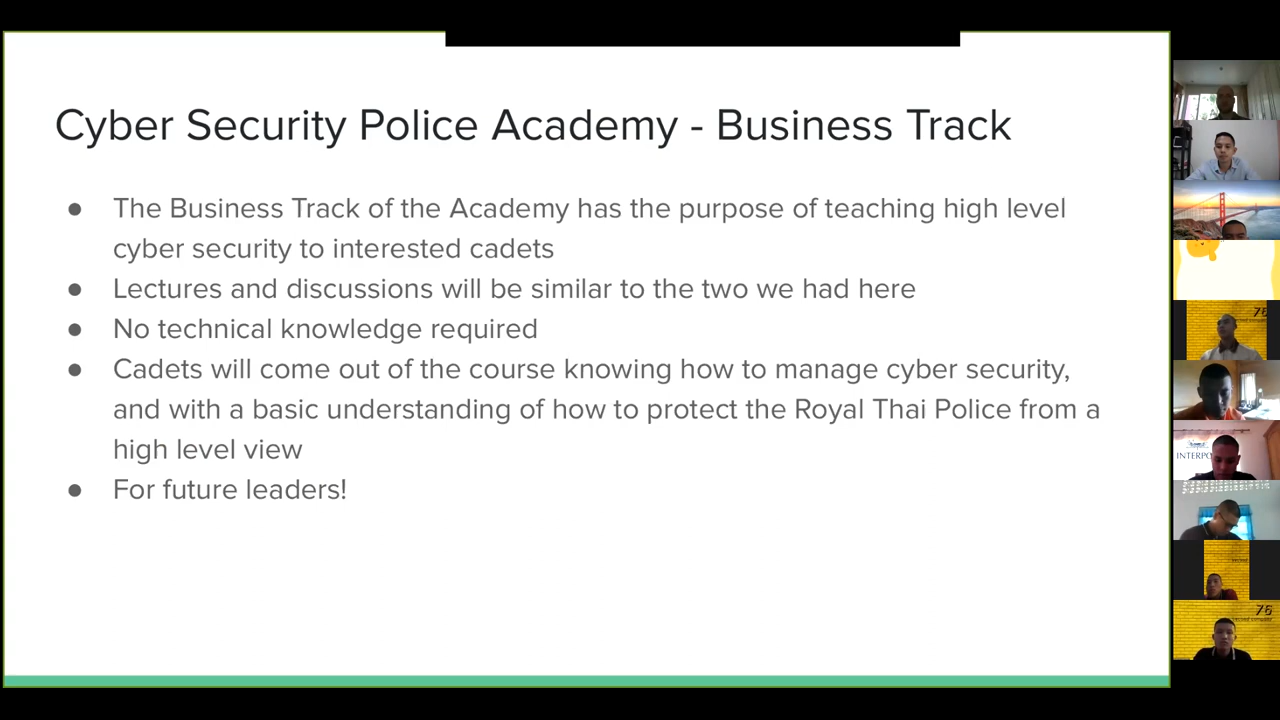 Cyber Security Police Academy - Business Track
● The Business Track of the Academy has the purpose of teaching high level
cyber security to interested cadets
● Lectures and discussions will be similar to the two we had here
● No technical knowledge required
● Cadets will come out of the course knowing how to manage cyber security,
and with a basic understanding of how to protect the Royal Thai Police from a
high level view
● For future leaders!
INTERPO
76